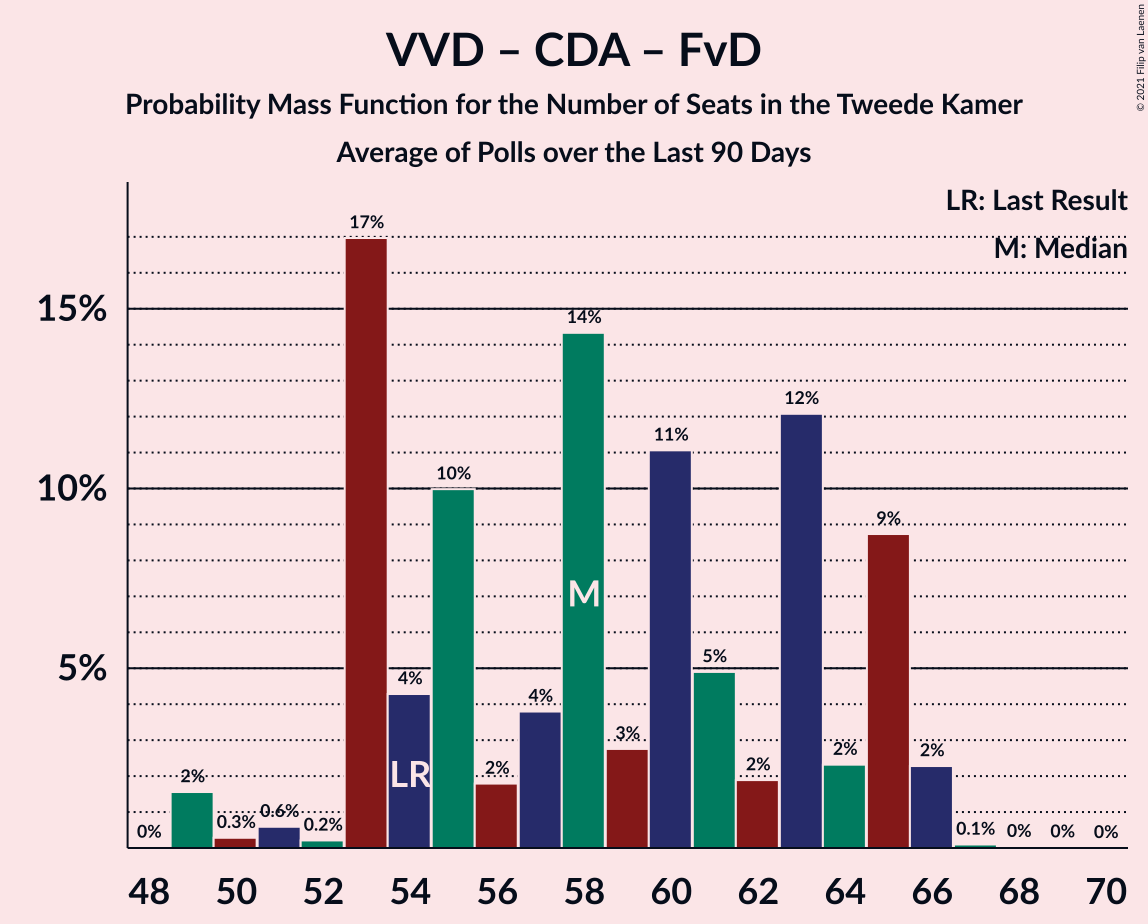 VVD – CDA – FvD
Probability Mass Function for the Number of Seats in the Tweede Kamer
Average of Polls over the Last 90 Days
© 2021 Filip van Laenen
LR: Last Result
M: Median
15%
10%
5%
0%
2%
0.3%
0.6%
0.2%
17%
4%
LR
10%
2%
4%
14%
M
3%
11%
5%
2%
12%
2%
9%
2%
0.1%
0%
0%
0%
48 50 52 54 56 58 60 62 64 66 68 70